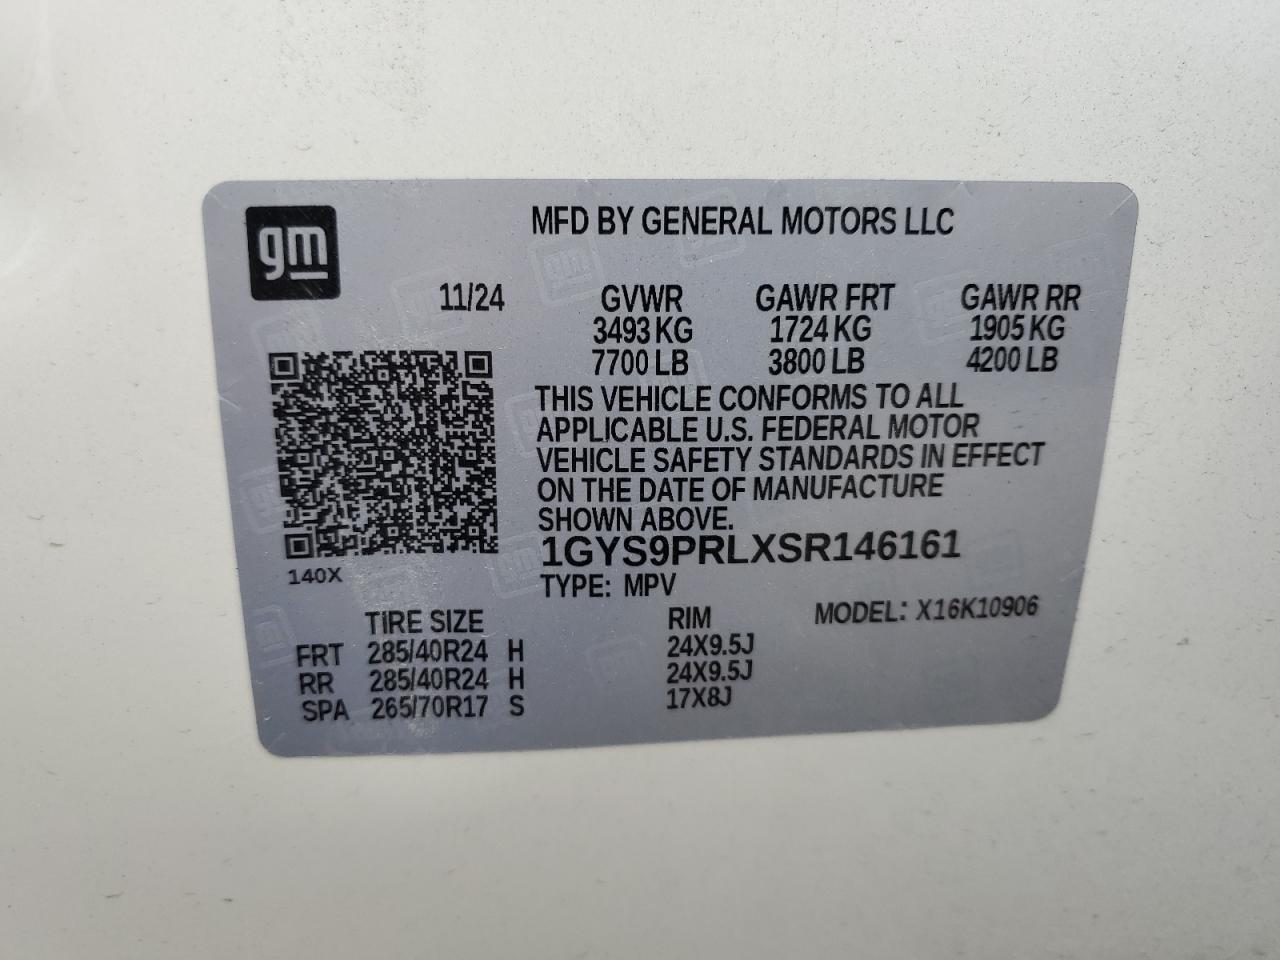 gm
MFD BY GENERAL MOTORS LLC
11/24 GVWR GAWR FRT GAWR RR
3493 KG 1724 KG 1905 KG
7700 LB 3800 LB 4200 LB
THIS VEHICLE CONFORMS TO ALL
APPLICABLE U.S. FEDERAL MOTOR
VEHICLE SAFETY STANDARDS IN EFFECT
ON THE DATE OF MANUFACTURE
SHOWN ABOVE.
1GYS9PRLXSR146161
140X
TYPE: MPV
TIRE SIZE RIM MODEL: X16K10906
FRT 285/40R24 H 24X9.5J
RR 285/40R24 H 24X9.5J
SPA 265/70R17 S 17X8J